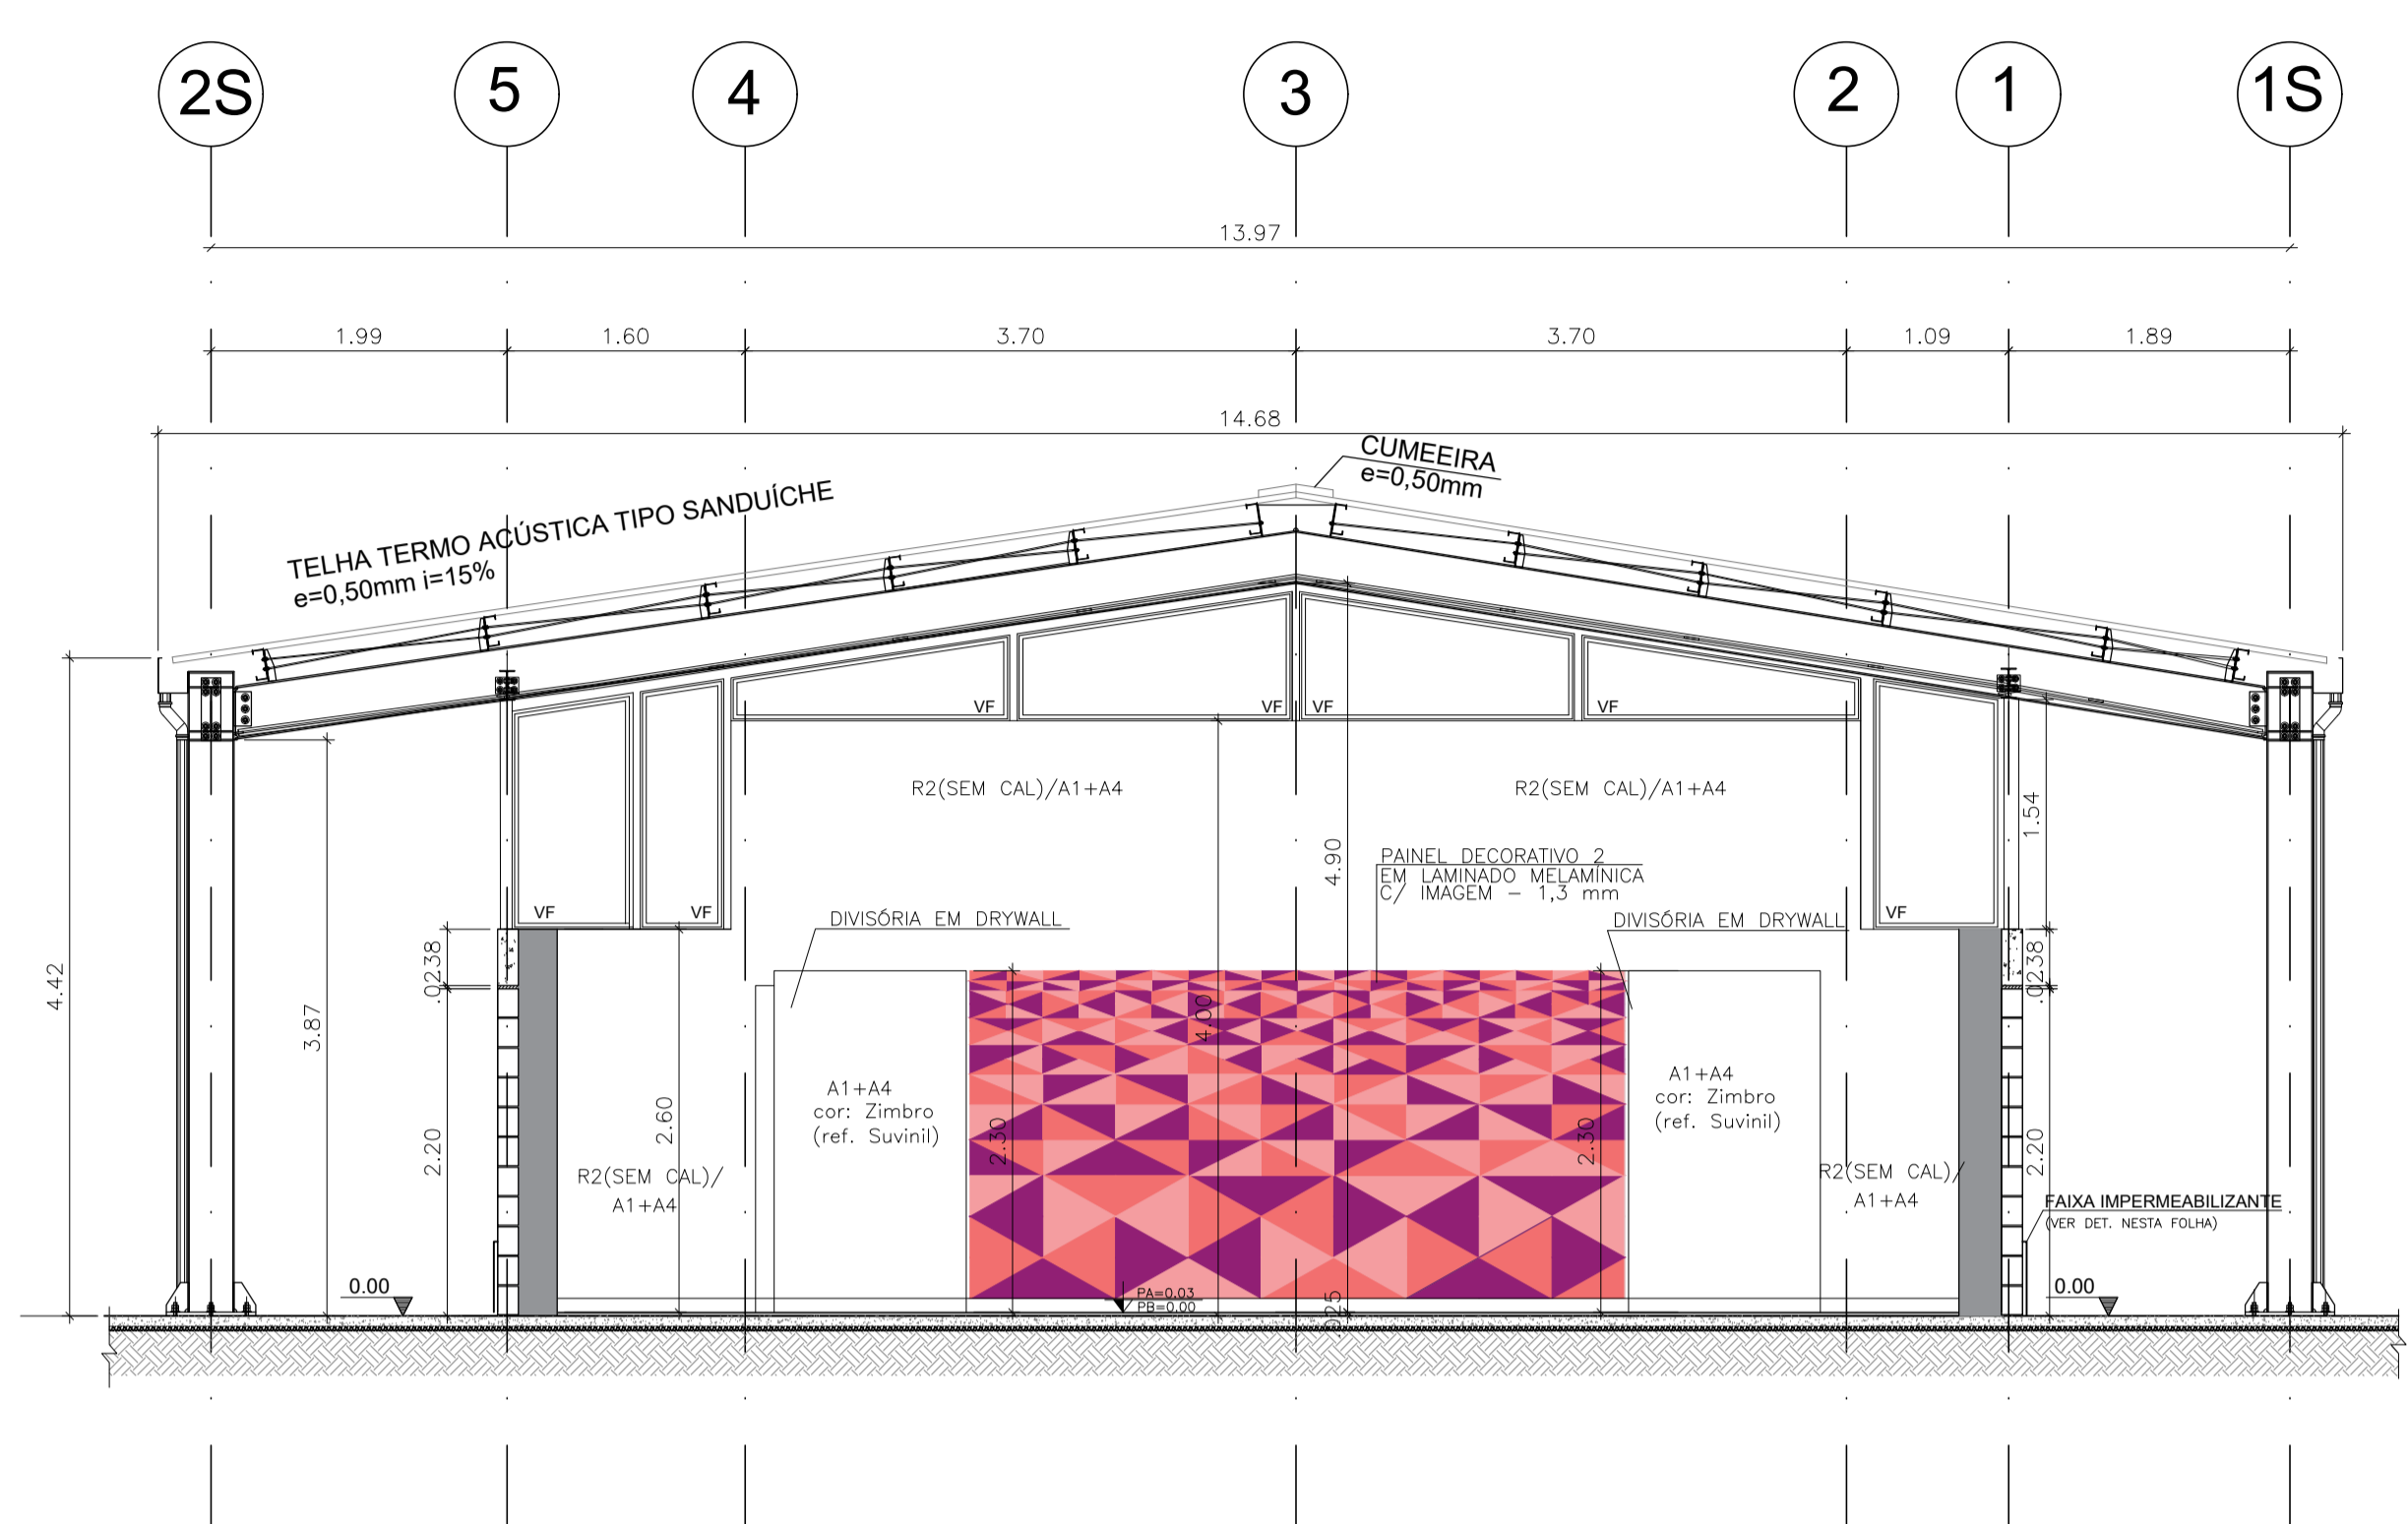 2S 5 4 3 2 1 1S
13.97
1.99 1.60 3.70 3.70 1.09 1.89
14.68
CUMEEIRA
e=0,50mm
TELHA TERMO ACÚSTICA TIPO SANDUÍCHE
e=0,50mm i=15%
VF VF VF VF
R2(SEM CAL)/A1+A4 R2(SEM CAL)/A1+A4
1.54
4.90
PAINEL DECORATIVO 2
EM LAMINADO MELAMÍNICA
C/ IMAGEM - 1,3 mm
VF VF VF
DIVISÓRIA EM DRYWALL DIVISÓRIA EM DRYWALL
4.42
.0238
.0238
3.87
4.00
A1+A4
cor: Zimbro
(ref. Suvinil)
A1+A4
cor: Zimbro
(ref. Suvinil)
2.20
2.60
2.30
2.30
2.20
R2(SEM CAL)/
A1+A4
R2(SEM CAL)/
A1+A4
FAIXA IMPERMEABILIZANTE
(VER DET. NESTA FOLHA)
0.00
PA=0.03
PB=0.00
.025
0.00